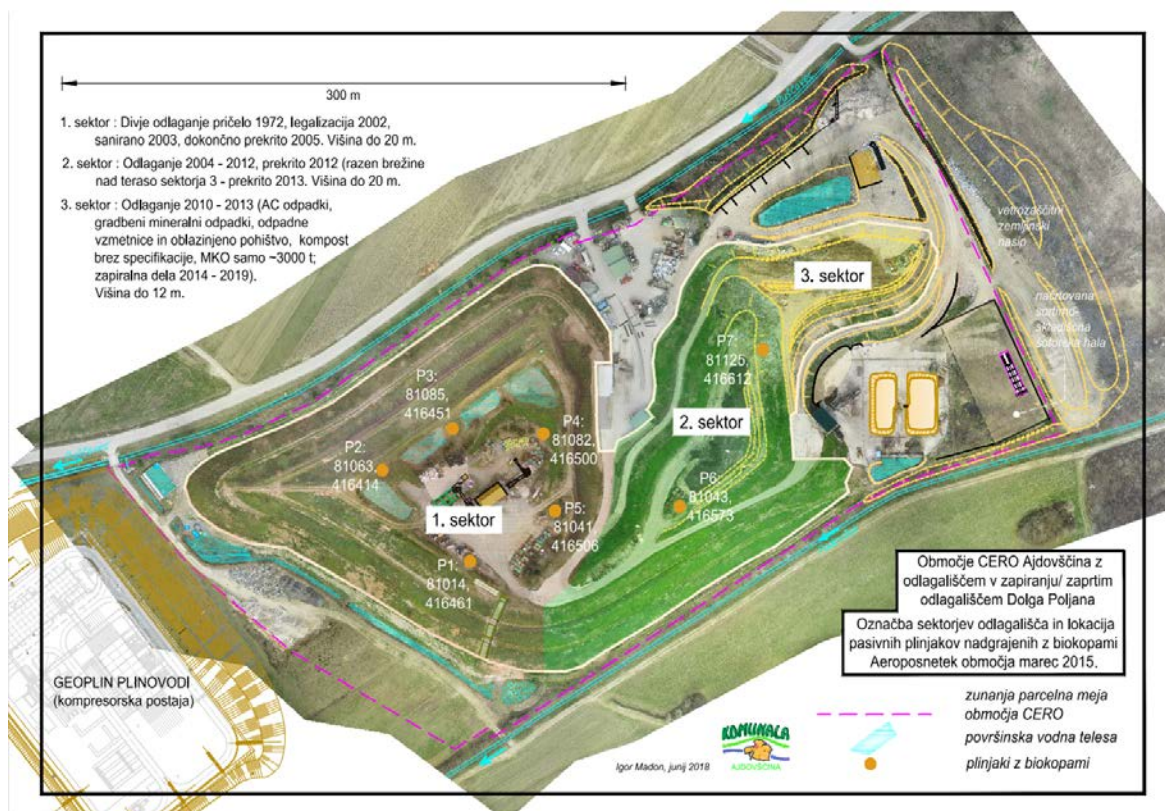 300 m
1. sektor : Divje odlaganje pričelo 1972, legalizacija 2002,
sanirano 2003, dokončno prekrito 2005. Višina do 20 m.
2. sektor : Odlaganje 2004 - 2012, prekrito 2012 (razen brežine
nad teraso sektorja 3 - prekrito 2013. Višina do 20 m.
3. sektor : Odlaganje 2010 - 2013 (AC odpadki,
gradbeni mineralni odpadki, odpadne
vzmetnice in oblazinjeno pohištvo, kompost
brez specifikacije, MKO samo ~3000 t;
zapiralna dela 2014 - 2019).
Višina do 12 m.
vetrozaščitni
zemljinski
nasip
3. sektor
načrtovana
sortirno-
skladiščna
šotorska hala
P7:
81125,
416612
P3:
81085,
416451
P4:
81082,
416500
2. sektor
P2:
81063,
416414
P6:
81043,
416573
1. sektor
P5:
81041,
416506
P1:
81014,
416461
Območje CERO Ajdovščina z
odlagališčem v zapiranju/ zaprtim
odlagališčem Dolga Poljana
Označba sektorjev odlagališča in lokacija
pasivnih plinjakov nadgrajenih z biokopami
Aeroposnetek območja marec 2015.
GEOPLIN PLINOVODI
(kompresorska postaja)
zunanja parcelna meja
območja CERO
površinska vodna telesa
plinjaki z biokopami
KOMUNALA
AJDOVŠČINA
Igor Madon, junij 2018